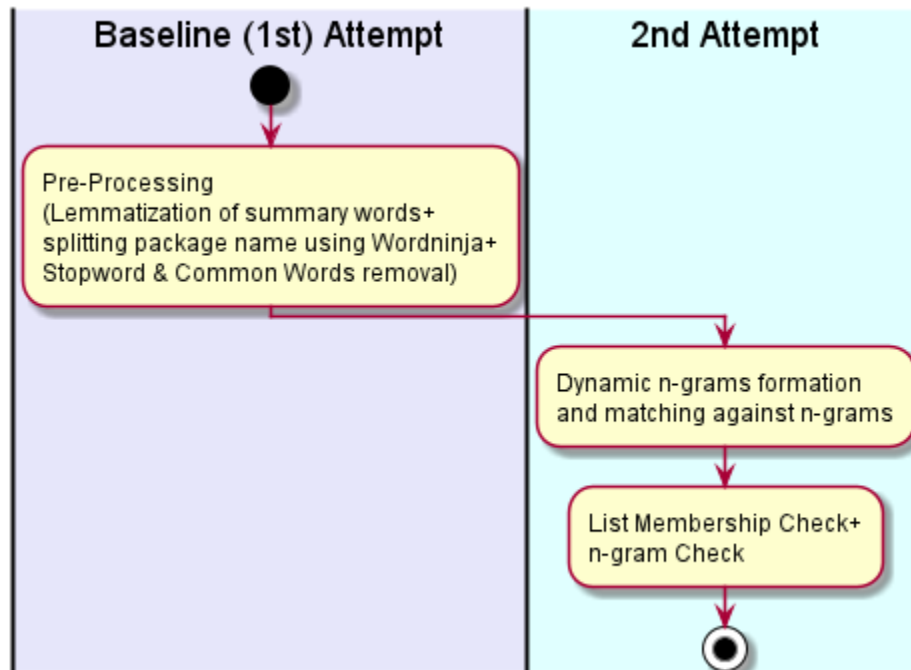 Baseline (1st) Attempt
2nd Attempt
Pre-Processing
(Lemmatization of summary words+
splitting package name using Wordninja+
Stopword & Common Words removal)
Dynamic n-grams formation
and matching against n-grams
List Membership Check+
n-gram Check